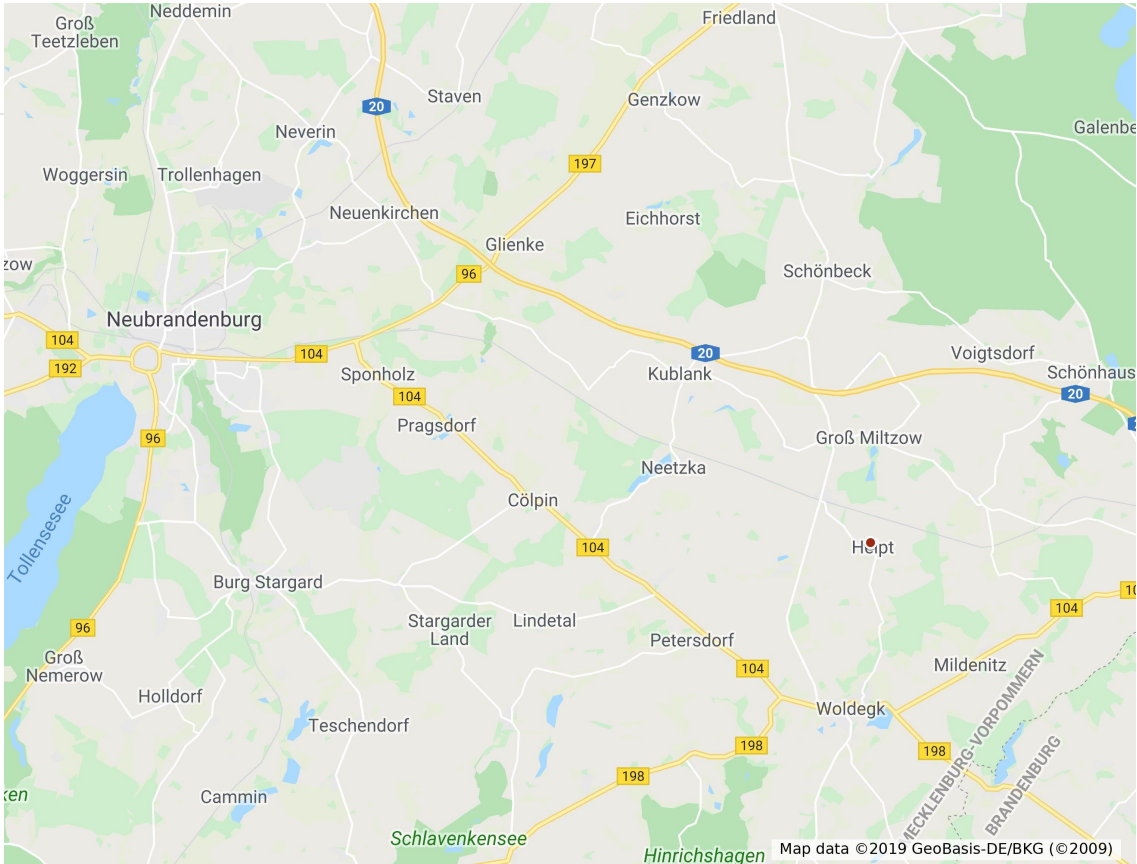 Neddemin
Groß
Teetzleben
Friedland
20
Staven
Genzkow
Neverin
Galenbe
197
Woggersin
Trollenhagen
Neuenkirchen
Eichhorst
Glienke
zow
96
Schönbeck
Neubrandenburg
104
104
20
Voigtsdorf
192
Sponholz
Kublank
Schönhaus
104
20
Pragsdorf
96
Groß Miltzow
Neetzka
Cölpin
Tollensesee
104
Helpt
Burg Stargard
10
104
96
Stargarder
Land
Lindetal
Petersdorf
Groß
Nemerow
104
Mildenitz
Holldorf
Woldegk
Teschendorf
198
198
MECKLENBURG-VORPOMMERN
BRANDENBURG
198
ken
Cammin
Schlavenkensee
Hinrichshagen
Map data ©2019 GeoBasis-DE/BKG (©2009)